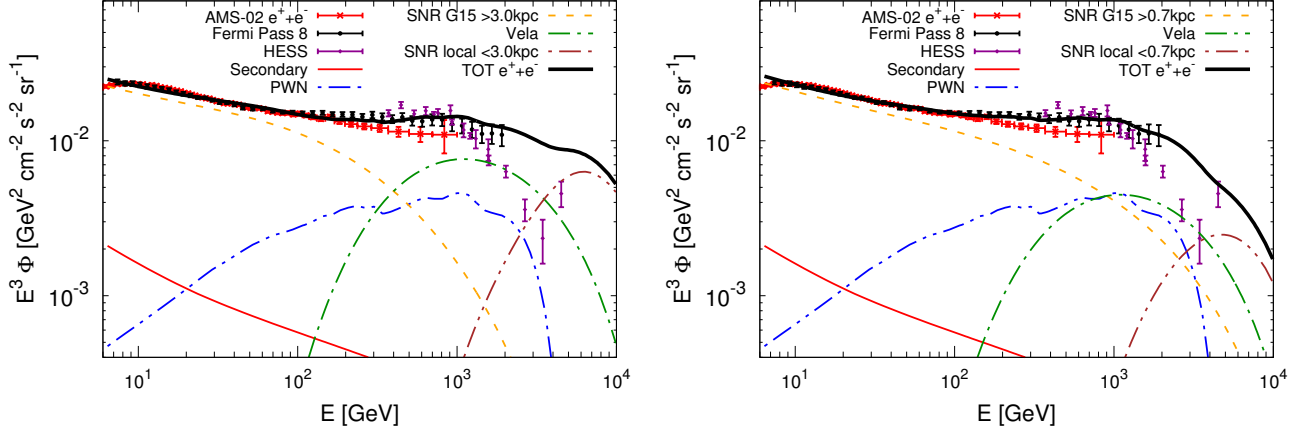 AMS-02 e⁺+e⁻
Fermi Pass 8
HESS
Secondary
PWN
SNR G15 >3.0kpc
Vela
SNR local <3.0kpc
TOT e⁺+e⁻
E³ Φ [GeV² cm⁻² s⁻² sr⁻¹]
10⁻²
10⁻³
10¹
10²
10³
10⁴
E [GeV]
AMS-02 e⁺+e⁻
Fermi Pass 8
HESS
Secondary
PWN
SNR G15 >0.7kpc
Vela
SNR local <0.7kpc
TOT e⁺+e⁻
E³ Φ [GeV² cm⁻² s⁻² sr⁻¹]
10⁻²
10⁻³
10¹
10²
10³
10⁴
E [GeV]